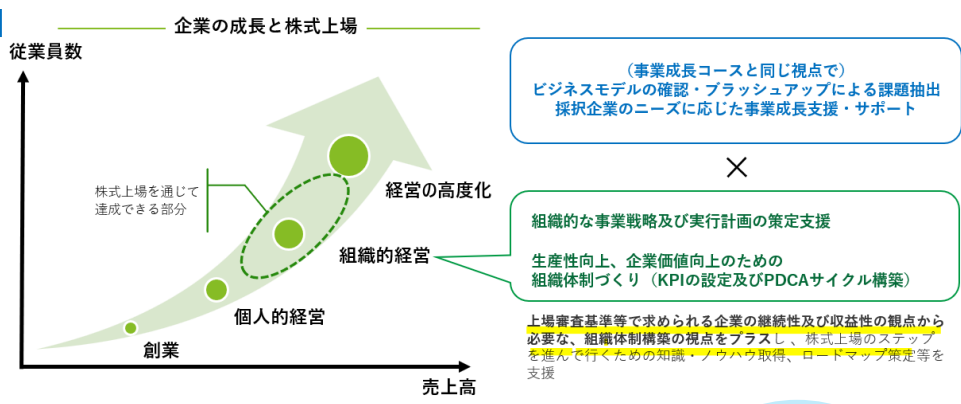 企業の成長と株式上場
従業員数
株式上場を通じて
達成できる部分
経営の高度化
組織的経営
個人的経営
創業
売上高
（事業成長コースと同じ視点で）
ビジネスモデルの確認・ブラッシュアップによる課題抽出
採択企業のニーズに応じた事業成長支援・サポート
×
組織的な事業戦略及び実行計画の策定支援
生産性向上、企業価値向上のための
組織体制づくり（KPIの設定及びPDCAサイクル構築）
上場審査基準等で求められる企業の継続性及び収益性の観点から
必要な、組織体制構築の視点をプラスし、株式上場のステップ
を進んで行くための知識・ノウハウ取得、ロードマップ策定等を
支援